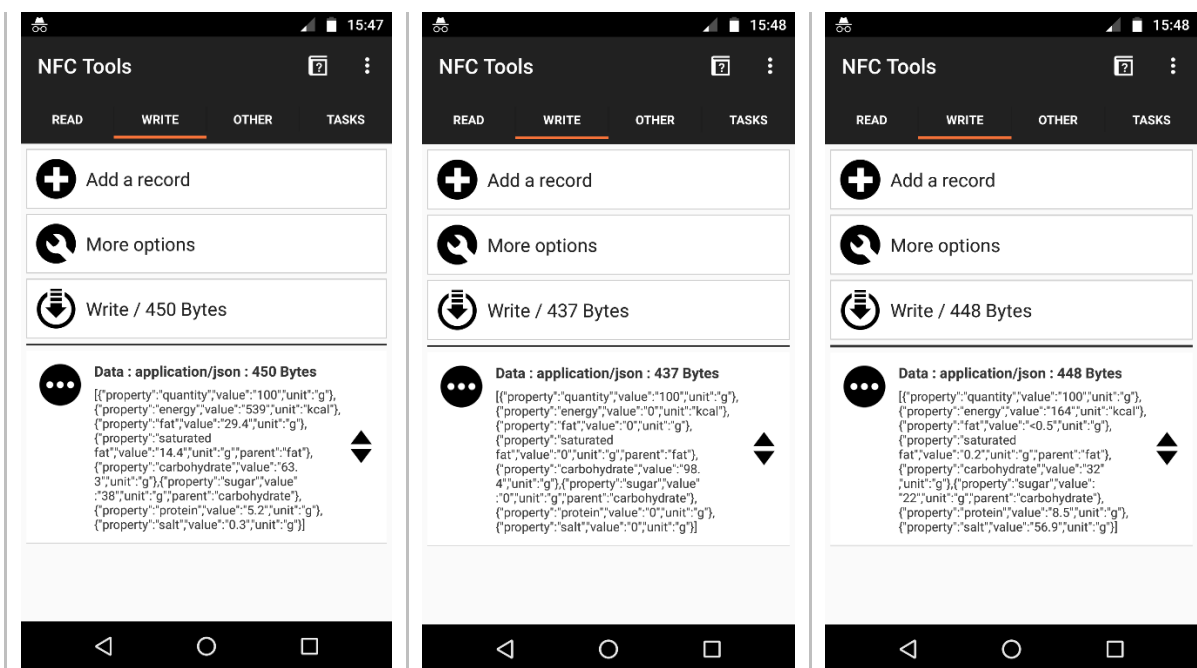 15:47
NFC Tools
READ WRITE OTHER TASKS
Add a record
More options
Write / 450 Bytes
Data : application/json : 450 Bytes
[{"property":"quantity","value":"100","unit":"g"},
{"property":"energy","value":"539","unit":"kcal"},
{"property":"fat","value":"29.4","unit":"g"},
{"property":"saturated
fat","value":"14.4","unit":"g","parent":"fat"},
{"property":"carbohydrate","value":"63.
3","unit":"g"},{"property":"sugar","value"
:"38","unit":"g","parent":"carbohydrate"},
{"property":"protein","value":"5.2","unit":"g"},
{"property":"salt","value":"0.3","unit":"g"}]
15:48
NFC Tools
READ WRITE OTHER TASKS
Add a record
More options
Write / 437 Bytes
Data : application/json : 437 Bytes
[{"property":"quantity","value":"100","unit":"g"},
{"property":"energy","value":"0","unit":"kcal"},
{"property":"fat","value":"0","unit":"g"},
{"property":"saturated
fat","value":"0","unit":"g","parent":"fat"},
{"property":"carbohydrate","value":"98.
4","unit":"g"},{"property":"sugar","value"
:"0","unit":"g","parent":"carbohydrate"},
{"property":"protein","value":"0","unit":"g"},
{"property":"salt","value":"0","unit":"g"}]
15:48
NFC Tools
READ WRITE OTHER TASKS
Add a record
More options
Write / 448 Bytes
Data : application/json : 448 Bytes
[{"property":"quantity","value":"100","unit":"g"},
{"property":"energy","value":"164","unit":"kcal"},
{"property":"fat","value":"<0.5","unit":"g"},
{"property":"saturated
fat","value":"0.2","unit":"g","parent":"fat"},
{"property":"carbohydrate","value":"32"
,"unit":"g"},{"property":"sugar","value":
"22","unit":"g","parent":"carbohydrate"},
{"property":"protein","value":"8.5","unit":"g"},
{"property":"salt","value":"56.9","unit":"g"}]